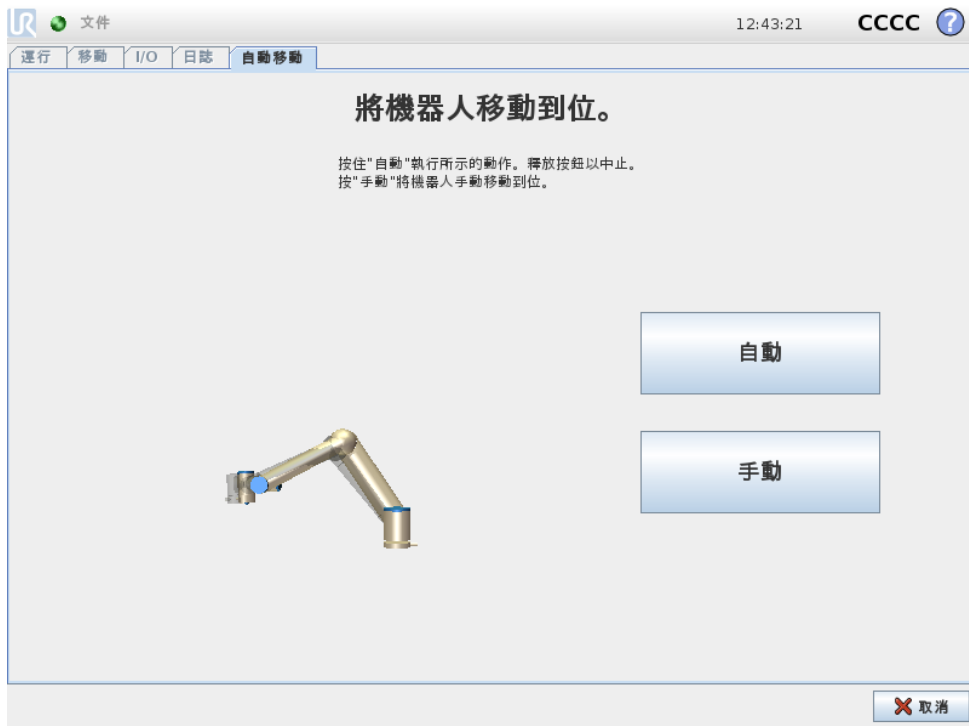 UR 文件 12:43:21 CCCC ?
運行 移動 I/O 日誌 自動移動
將機器人移動到位。
按住"自動"執行所示的動作。釋放按鈕以中止。
按"手動"將機器人手動移動到位。
自動
手動
取消